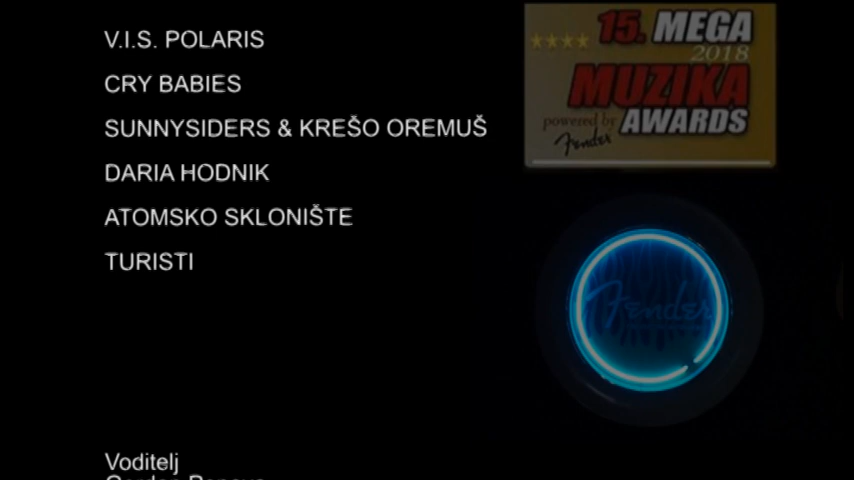 V.I.S. POLARIS
CRY BABIES
SUNNYSIDERS & KREŠO OREMUŠ
DARIA HODNIK
ATOMSKO SKLONIŠTE
TURISTI
Voditelj
15. MEGA
2018
MUZIKA
powered by AWARDS
Fender
Fender